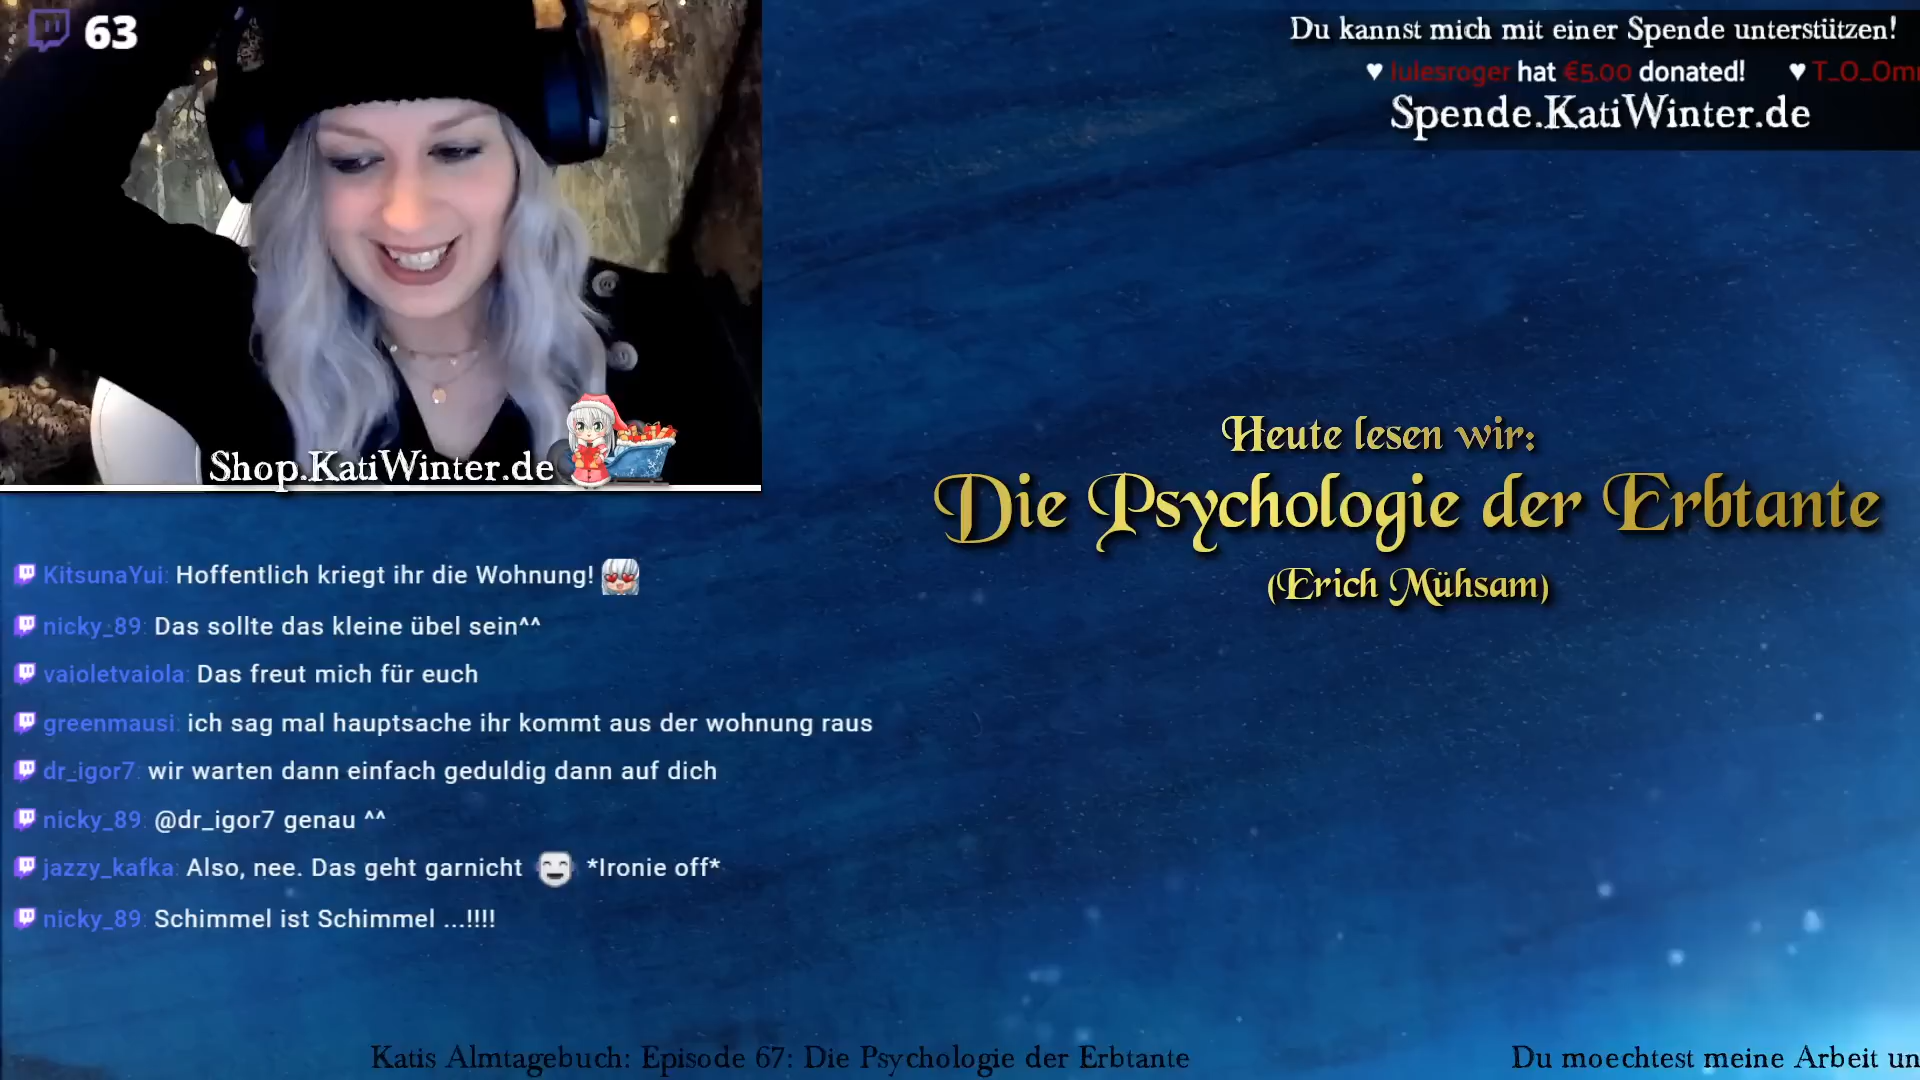 63
Du kannst mich mit einer Spende unterstützen!
♥ lulesroger hat €5.00 donated! ♥ T_O_Om
Spende.KatiWinter.de
Shop.KatiWinter.de
Heute lesen wir:
Die Psychologie der Erbtante
(Erich Mühsam)
KitsunaYui: Hoffentlich kriegt ihr die Wohnung!
nicky_89: Das sollte das kleine übel sein^^
vaioletvaiola: Das freut mich für euch
greenmausi: ich sag mal hauptsache ihr kommt aus der wohnung raus
dr_igor7: wir warten dann einfach geduldig dann auf dich
nicky_89: @dr_igor7 genau ^^
jazzy_kafka: Also, nee. Das geht garnicht *Ironie off*
nicky_89: Schimmel ist Schimmel ...!!!!
Katis Almtagebuch: Episode 67: Die Psychologie der Erbtante Du moechtest meine Arbeit un